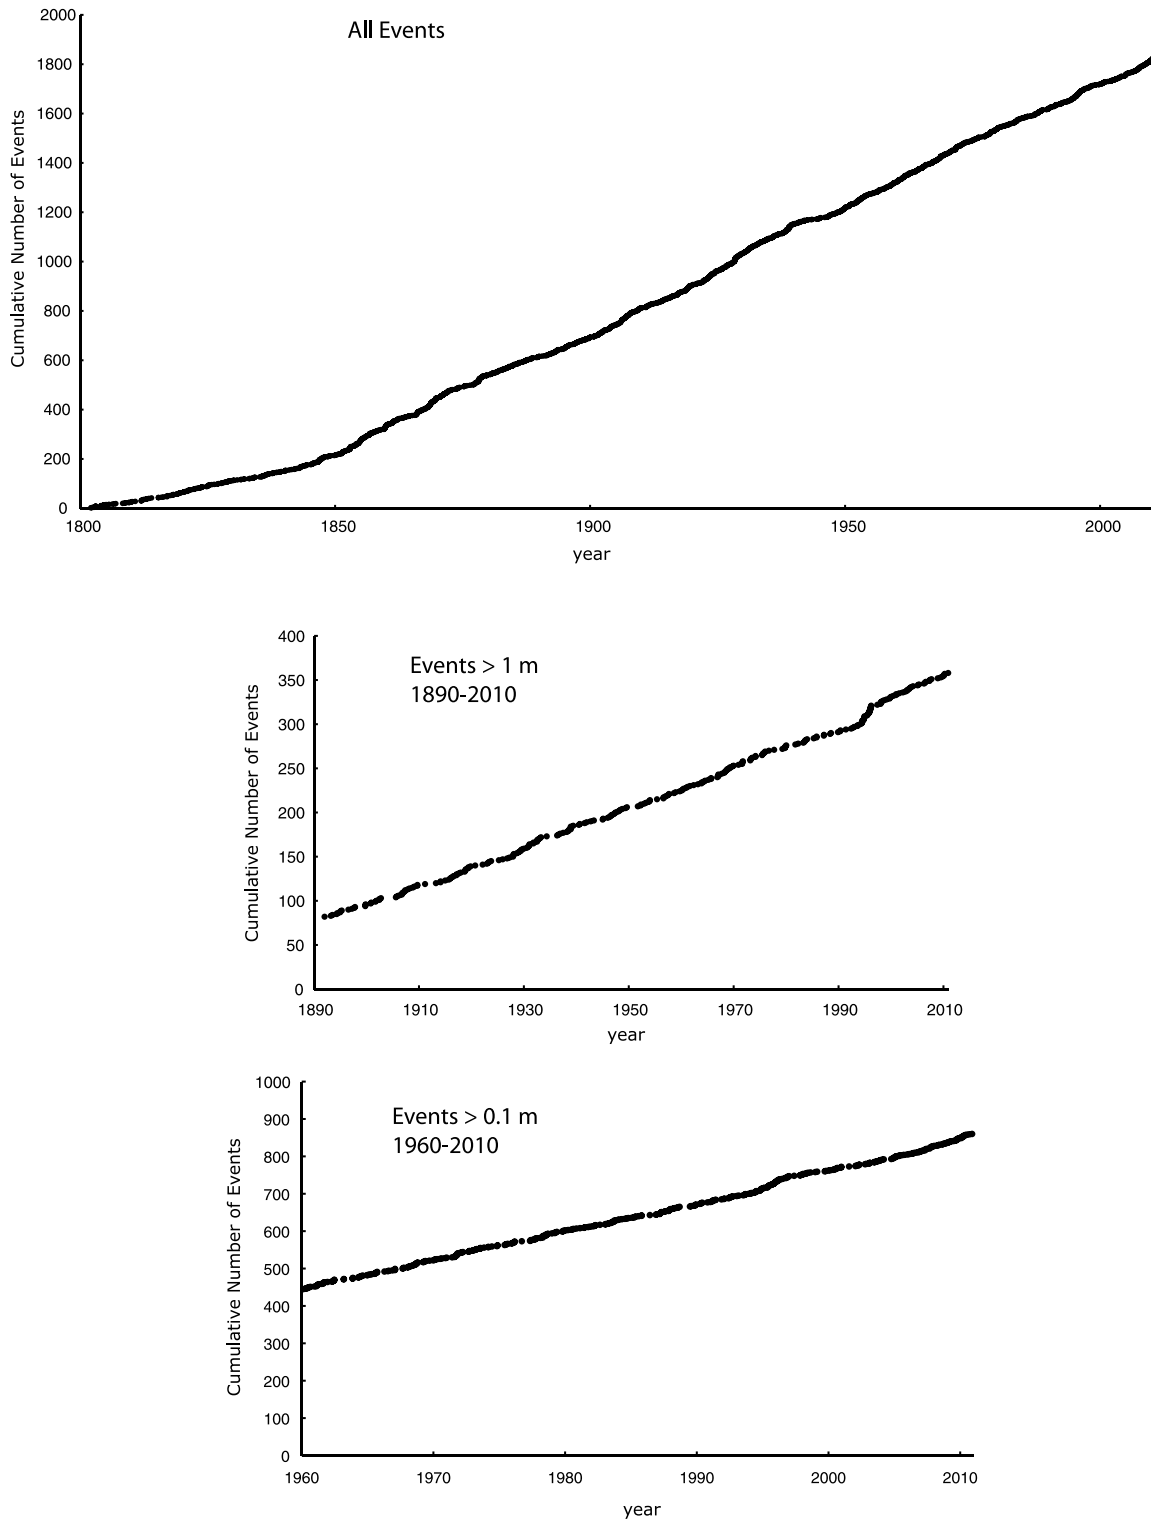 All Events
2000
1800
1600
1400
1200
1000
800
600
400
200
0
Cumulative Number of Events
1800 1850 1900 1950 2000
year
Events > 1 m
1890-2010
400
350
300
250
200
150
100
50
0
Cumulative Number of Events
1890 1910 1930 1950 1970 1990 2010
year
Events > 0.1 m
1960-2010
1000
900
800
700
600
500
400
300
200
100
0
Cumulative Number of Events
1960 1970 1980 1990 2000 2010
year